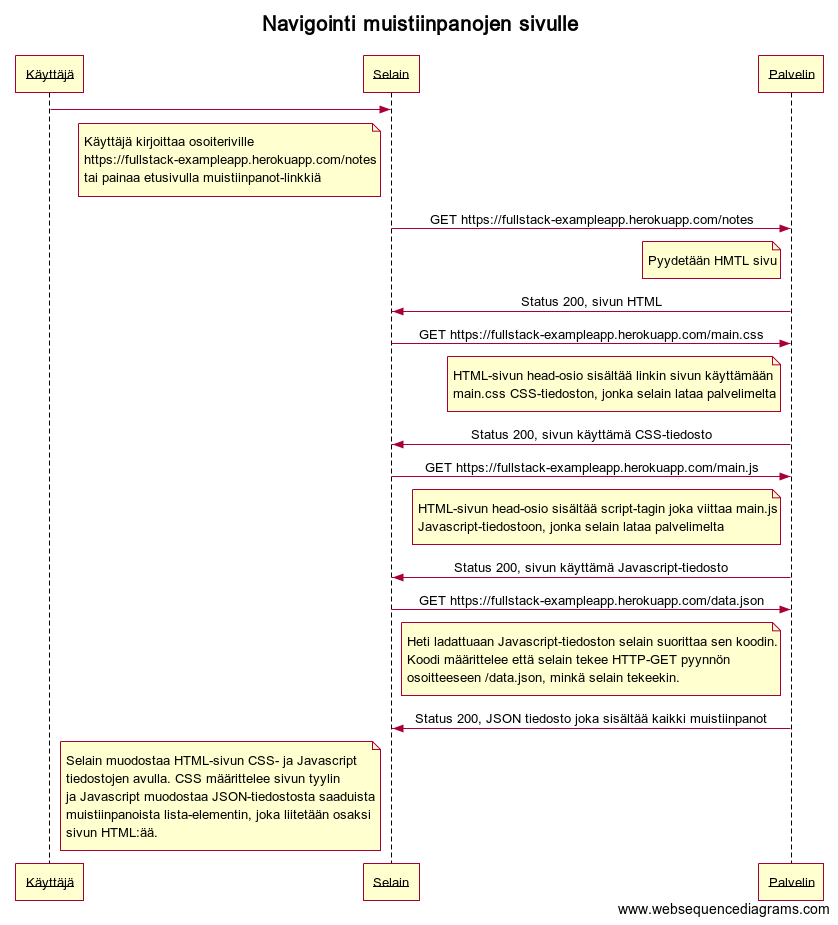 Navigointi muistiinpanojen sivulle
Käyttäjä
Selain
Palvelin
Käyttäjä kirjoittaa osoiteriville
https://fullstack-exampleapp.herokuapp.com/notes
tai painaa etusivulla muistiinpanot-linkkiä
GET https://fullstack-exampleapp.herokuapp.com/notes
Pyydetään HMTL sivu
Status 200, sivun HTML
GET https://fullstack-exampleapp.herokuapp.com/main.css
HTML-sivun head-osio sisältää linkin sivun käyttämään
main.css CSS-tiedoston, jonka selain lataa palvelimelta
Status 200, sivun käyttämä CSS-tiedosto
GET https://fullstack-exampleapp.herokuapp.com/main.js
HTML-sivun head-osio sisältää script-tagin joka viittaa main.js
Javascript-tiedostoon, jonka selain lataa palvelimelta
Status 200, sivun käyttämä Javascript-tiedosto
GET https://fullstack-exampleapp.herokuapp.com/data.json
Heti ladattuaan Javascript-tiedoston selain suorittaa sen koodin.
Koodi määrittelee että selain tekee HTTP-GET pyynnön
osoitteeseen /data.json, minkä selain tekeekin.
Status 200, JSON tiedosto joka sisältää kaikki muistiinpanot
Selain muodostaa HTML-sivun CSS- ja Javascript
tiedostojen avulla. CSS määrittelee sivun tyylin
ja Javascript muodostaa JSON-tiedostosta saaduista
muistiinpanoista lista-elementin, joka liitetään osaksi
sivun HTML:ää.
Käyttäjä
Selain
Palvelin
www.websequencediagrams.com